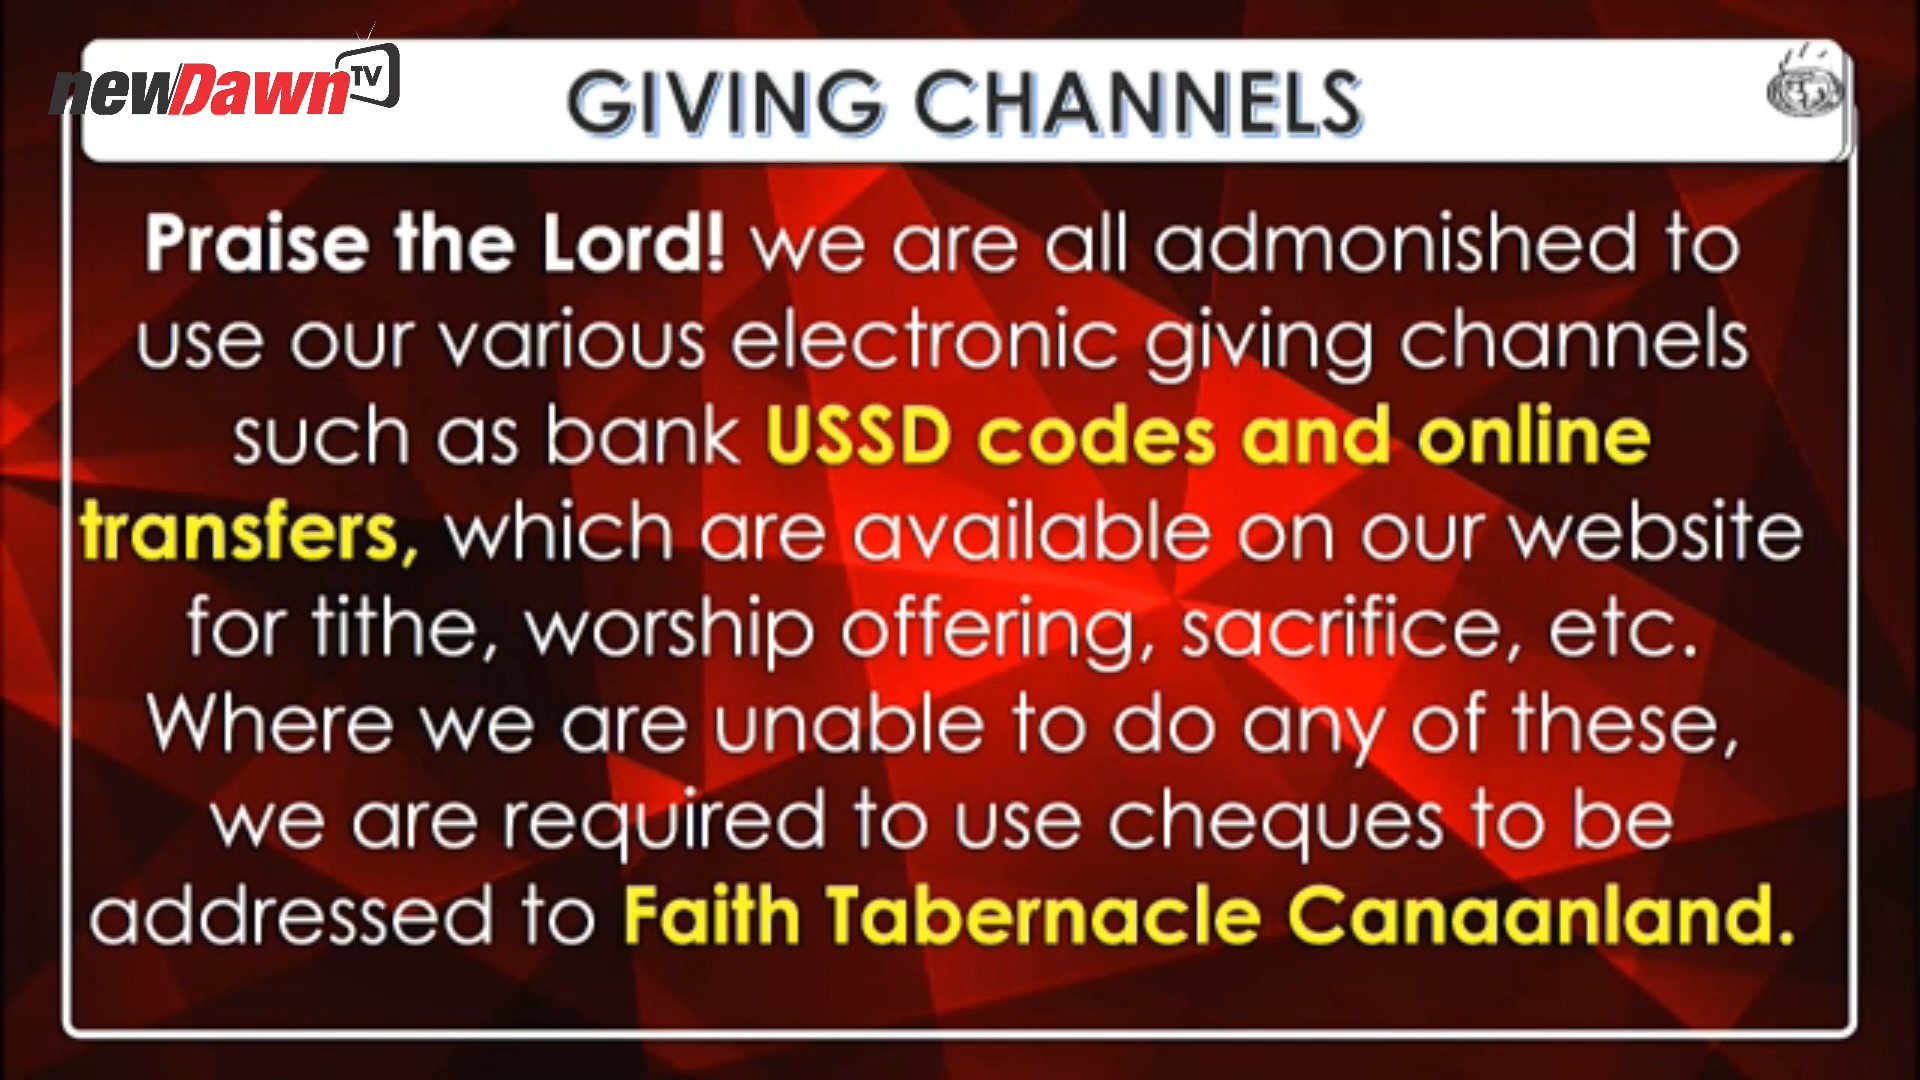 newDawn TV
GIVING CHANNELS
Praise the Lord! we are all admonished to
use our various electronic giving channels
such as bank USSD codes and online
transfers, which are available on our website
for tithe, worship offering, sacrifice, etc.
Where we are unable to do any of these,
we are required to use cheques to be
addressed to Faith Tabernacle Canaanland.